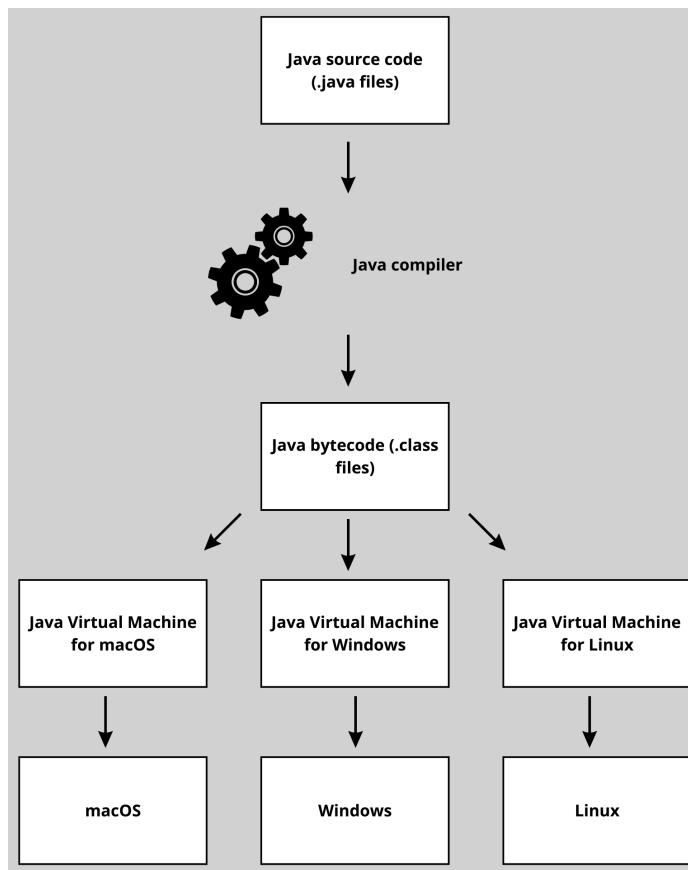 Java source code
(.java files)
Java compiler
Java bytecode (.class
files)
Java Virtual Machine
for macOS
Java Virtual Machine
for Windows
Java Virtual Machine
for Linux
macOS
Windows
Linux